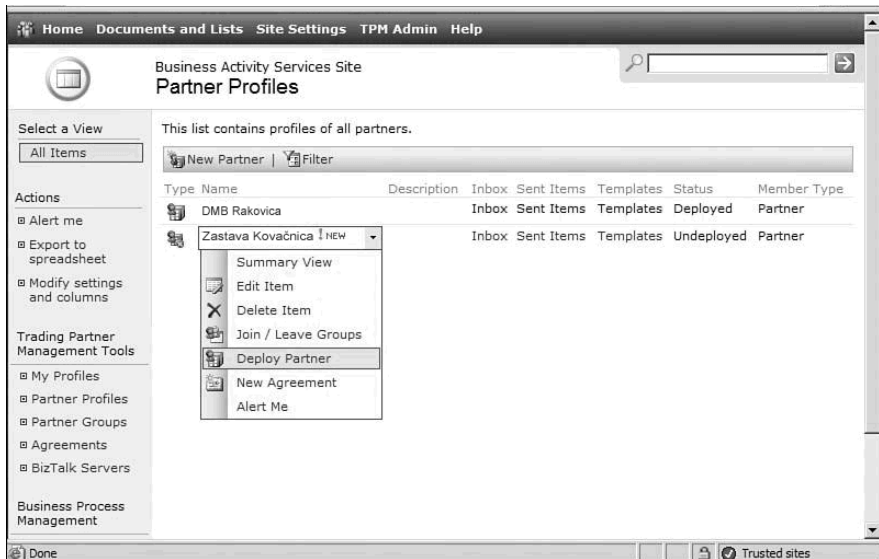 Home Documents and Lists Site Settings TPM Admin Help
Business Activity Services Site
Partner Profiles
Select a View
All Items
Actions
Alert me
Export to
spreadsheet
Modify settings
and columns
Trading Partner
Management Tools
My Profiles
Partner Profiles
Partner Groups
Agreements
BizTalk Servers
Business Process
Management
This list contains profiles of all partners.
New Partner | Filter
Type Name Description Inbox Sent Items Templates Status Member Type
DMB Rakovica Inbox Sent Items Templates Deployed Partner
Zastava Kovačnica ! NEW Inbox Sent Items Templates Undeployed Partner
Summary View
Edit Item
Delete Item
Join / Leave Groups
Deploy Partner
New Agreement
Alert Me
Done Trusted sites